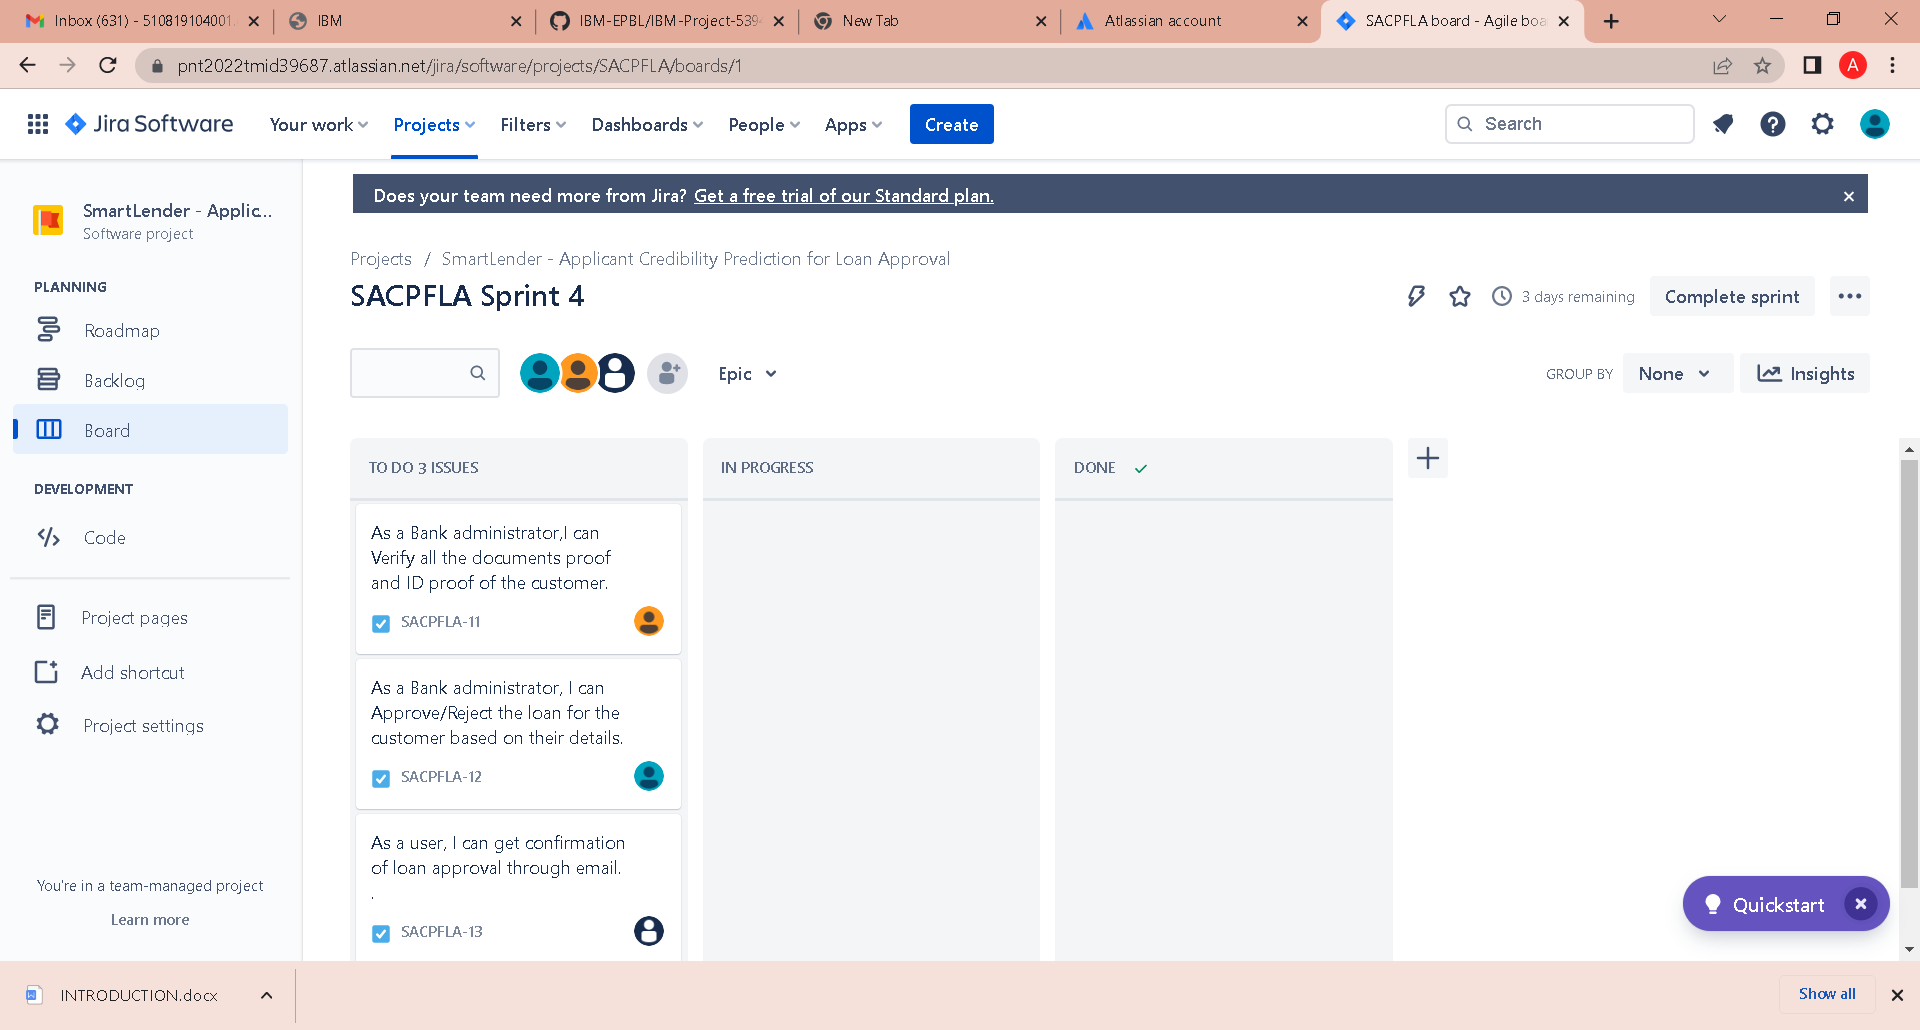 Inbox (631) - 510819104001.
IBM
IBM-EPBL/IBM-Project-5394
New Tab
Atlassian account
SACPFLA board - Agile boa
pnt2022tmid39687.atlassian.net/jira/software/projects/SACPFLA/boards/1
A
Jira Software
Your work
Projects
Filters
Dashboards
People
Apps
Create
Search
SmartLender - Applic...
Software project
PLANNING
Roadmap
Backlog
Board
DEVELOPMENT
Code
Project pages
Add shortcut
Project settings
You're in a team-managed project
Learn more
Does your team need more from Jira? Get a free trial of our Standard plan.
Projects / SmartLender - Applicant Credibility Prediction for Loan Approval
SACPFLA Sprint 4
3 days remaining
Complete sprint
Epic
GROUP BY
None
Insights
TO DO 3 ISSUES
As a Bank administrator,I can
Verify all the documents proof
and ID proof of the customer.
SACPFLA-11
As a Bank administrator, I can
Approve/Reject the loan for the
customer based on their details.
SACPFLA-12
As a user, I can get confirmation
of loan approval through email.
.
SACPFLA-13
IN PROGRESS
DONE
Quickstart
INTRODUCTION.docx
Show all